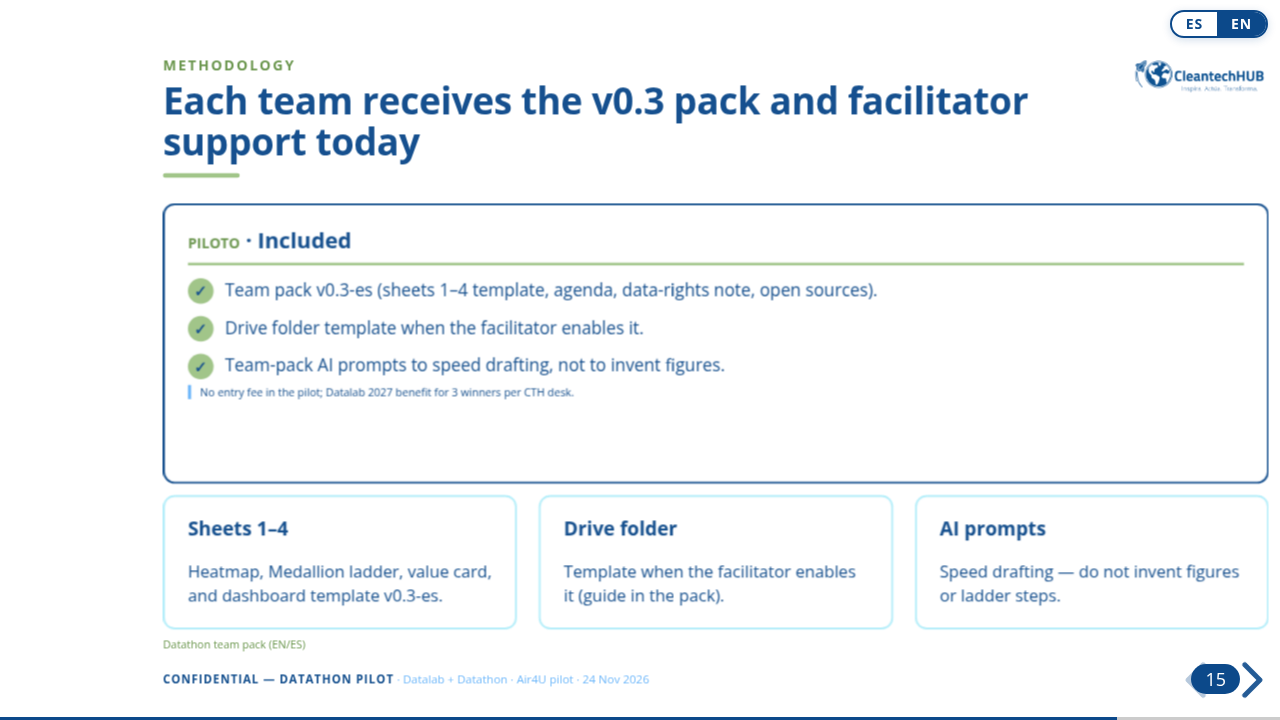 ES EN
METHODOLOGY
CleantechHUB
Inspira. Actúa. Transforma.
Each team receives the v0.3 pack and facilitator
support today
PILOTO · Included
✓ Team pack v0.3-es (sheets 1–4 template, agenda, data-rights note, open sources).
✓ Drive folder template when the facilitator enables it.
✓ Team-pack AI prompts to speed drafting, not to invent figures.
No entry fee in the pilot; Datalab 2027 benefit for 3 winners per CTH desk.
Sheets 1–4
Heatmap, Medallion ladder, value card,
and dashboard template v0.3-es.
Drive folder
Template when the facilitator enables
it (guide in the pack).
AI prompts
Speed drafting — do not invent figures
or ladder steps.
Datathon team pack (EN/ES)
CONFIDENTIAL — DATATHON PILOT · Datalab + Datathon · Air4U pilot · 24 Nov 2026
15